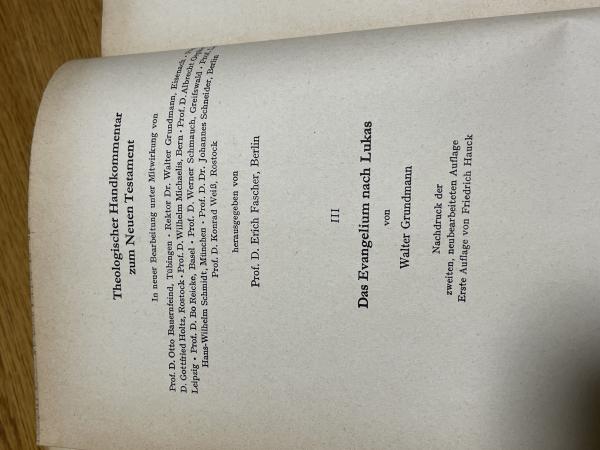 Theologischer Handkommentar
zum Neuen Testament
In neuer Bearbeitung unter Mitwirkung von
Prof. D. Otto Bauernfeind, Tübingen · Rektor Dr. Walter Grundmann, Eisenach ·
D. Gottfried Holtz, Rostock · Prof. D. Wilhelm Michaelis, Bern · Prof. D. Albrecht
Leipzig · Prof. D. Bo Reicke, Basel · Prof. D. Werner Schmauch, Greifswald · Prof.
Hans-Wilhelm Schmidt, München · Prof. D. Dr. Johannes Schneider, Berlin
Prof. D. Konrad Weiß, Rostock
herausgegeben von
Prof. D. Erich Fascher, Berlin
III
Das Evangelium nach Lukas
von
Walter Grundmann
Nachdruck der
zweiten, neubearbeiteten Auflage
Erste Auflage von Friedrich Hauck